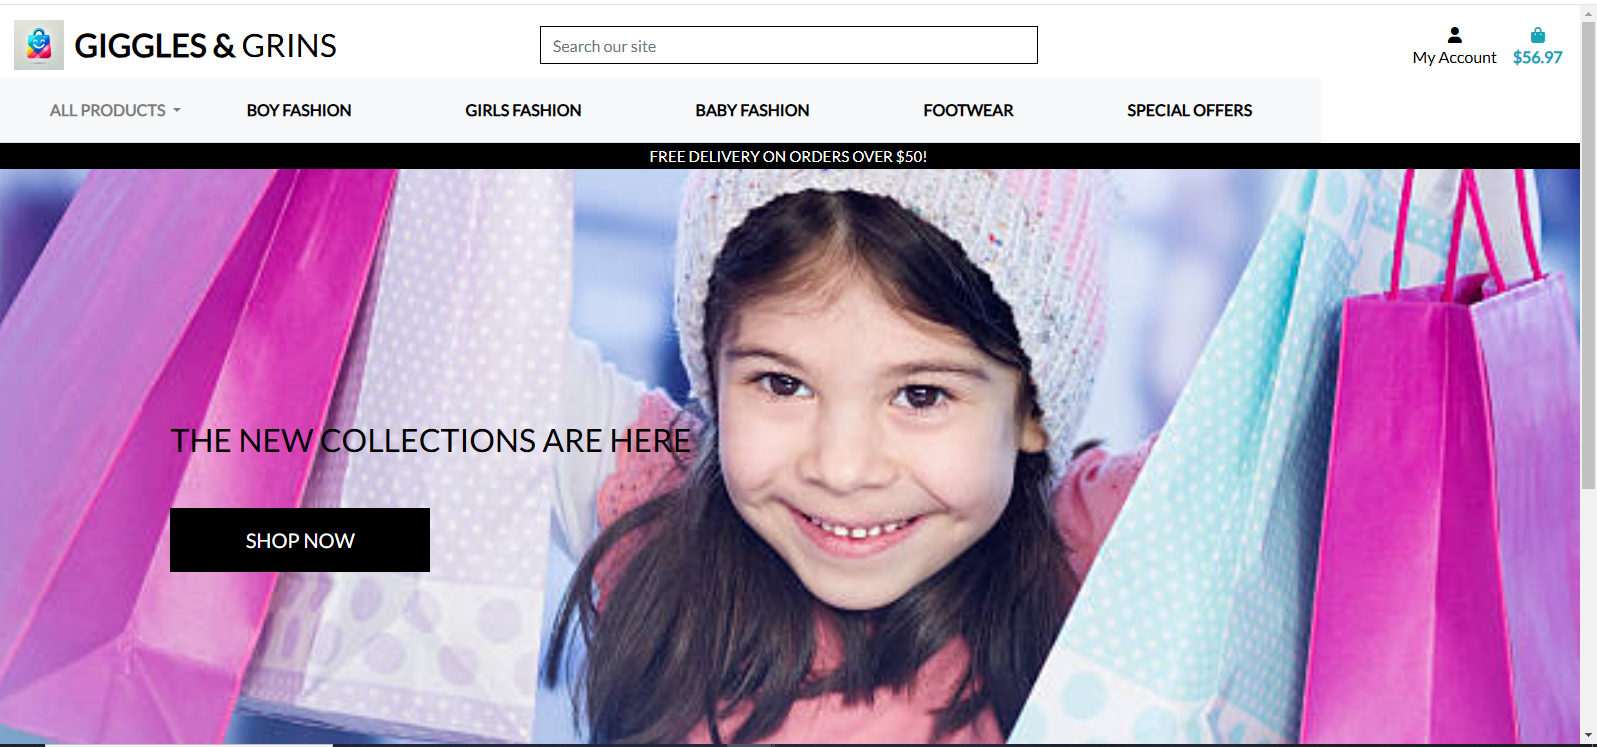 GIGGLES & GRINS
Search our site
My Account
$56.97
ALL PRODUCTS
BOY FASHION
GIRLS FASHION
BABY FASHION
FOOTWEAR
SPECIAL OFFERS
FREE DELIVERY ON ORDERS OVER $50!
THE NEW COLLECTIONS ARE HERE
SHOP NOW